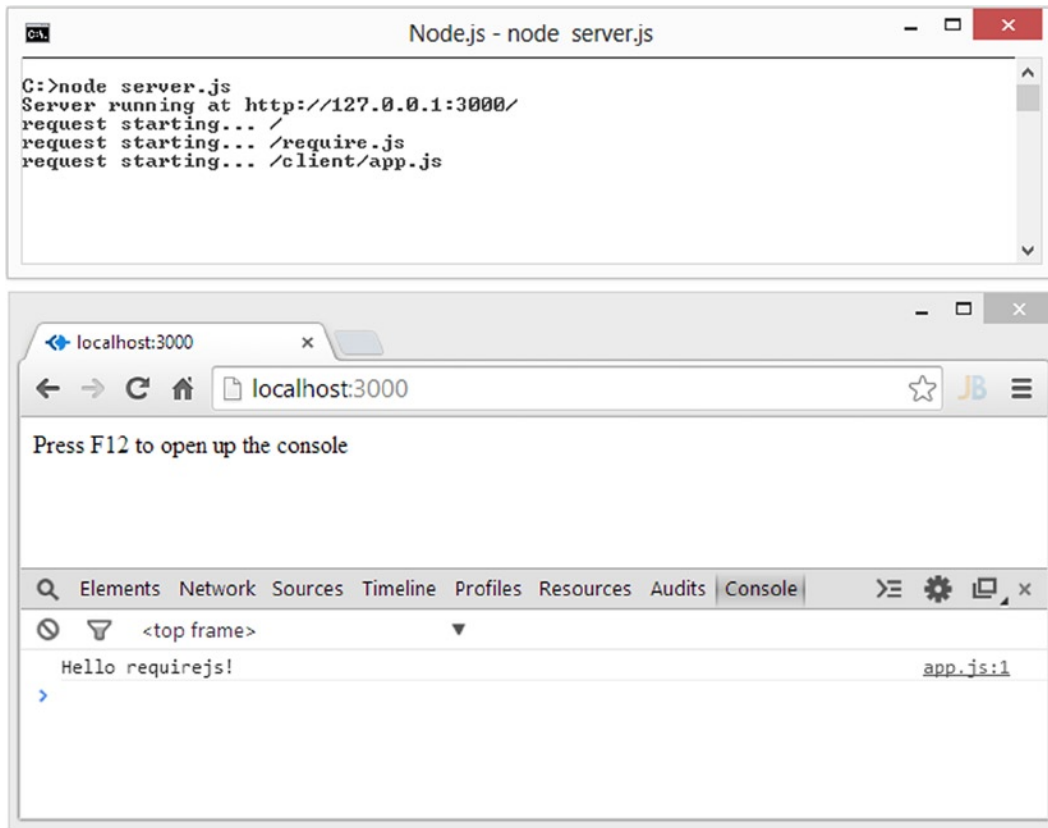 C:\.
Node.js - node server.js
C:>node server.js
Server running at http://127.0.0.1:3000/
request starting... /
request starting... /require.js
request starting... /client/app.js
localhost:3000
localhost:3000
JB
Press F12 to open up the console
Elements Network Sources Timeline Profiles Resources Audits Console
<top frame>
Hello requirejs! app.js:1
>